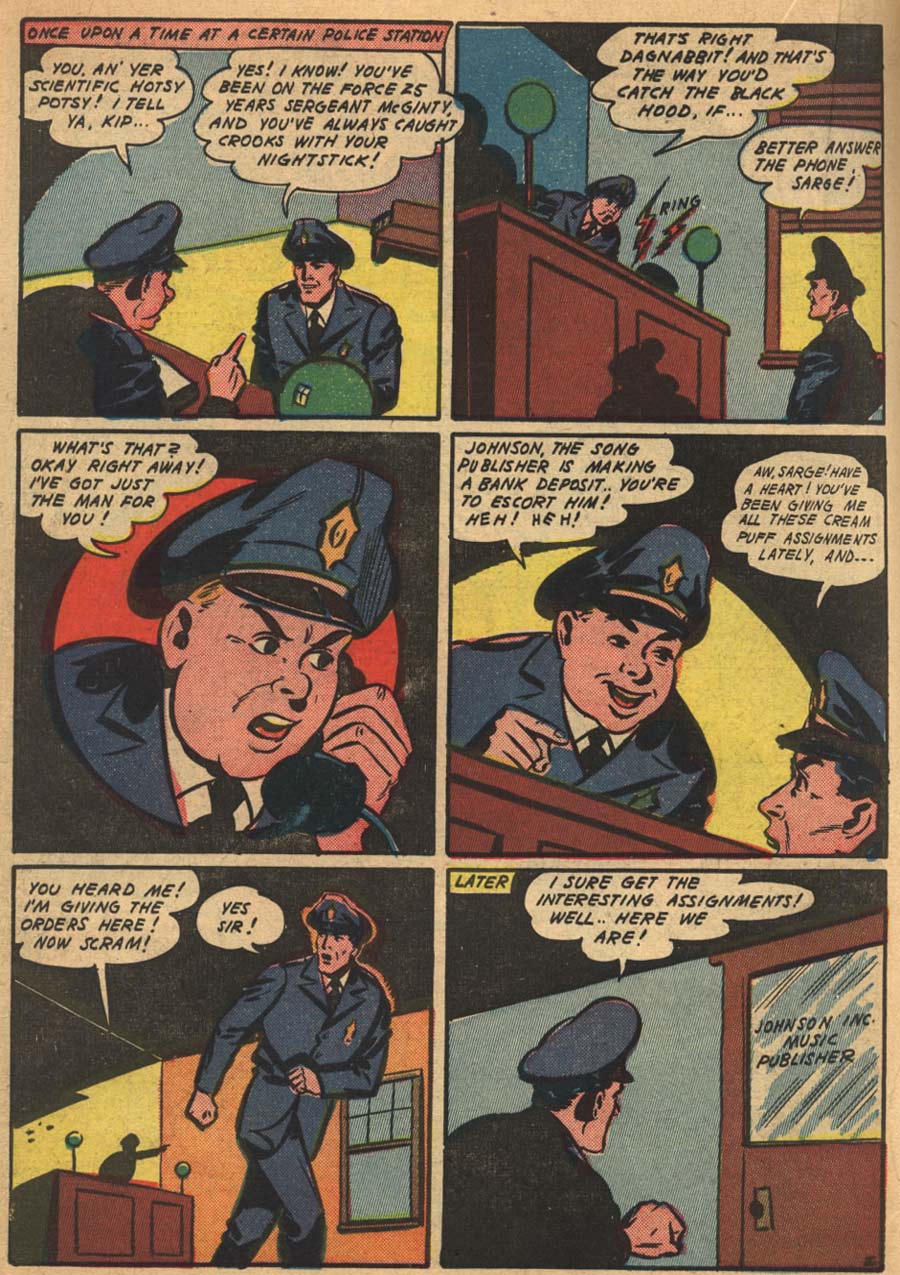 ONCE UPON A TIME AT A CERTAIN POLICE STATION
YOU, AN' YER
SCIENTIFIC HOTSY
POTSY! I TELL
YA, KIP...
YES! I KNOW! YOU'VE
BEEN ON THE FORCE 25
YEARS SERGEANT McGINTY,
AND YOU'VE ALWAYS CAUGHT
CROOKS WITH YOUR
NIGHTSTICK!
THAT'S RIGHT
DAGNABBIT! AND THAT'S
THE WAY YOU'D
CATCH THE BLACK
HOOD, IF...
RING
BETTER ANSWER
THE PHONE,
SARGE!
WHAT'S THAT?
OKAY RIGHT AWAY!
I'VE GOT JUST
THE MAN FOR
YOU!
JOHNSON, THE SONG
PUBLISHER IS MAKING
A BANK DEPOSIT.. YOU'RE
TO ESCORT HIM!
HEH! HEH!
AW, SARGE! HAVE
A HEART! YOU'VE
BEEN GIVING ME
ALL THESE CREAM
PUFF ASSIGNMENTS
LATELY, AND---
YOU HEARD ME!
I'M GIVING THE
ORDERS HERE!
NOW SCRAM!
YES
SIR!
LATER
I SURE GET THE
INTERESTING ASSIGNMENTS!
WELL.. HERE WE
ARE!
JOHNSON INC.
MUSIC
PUBLISHER